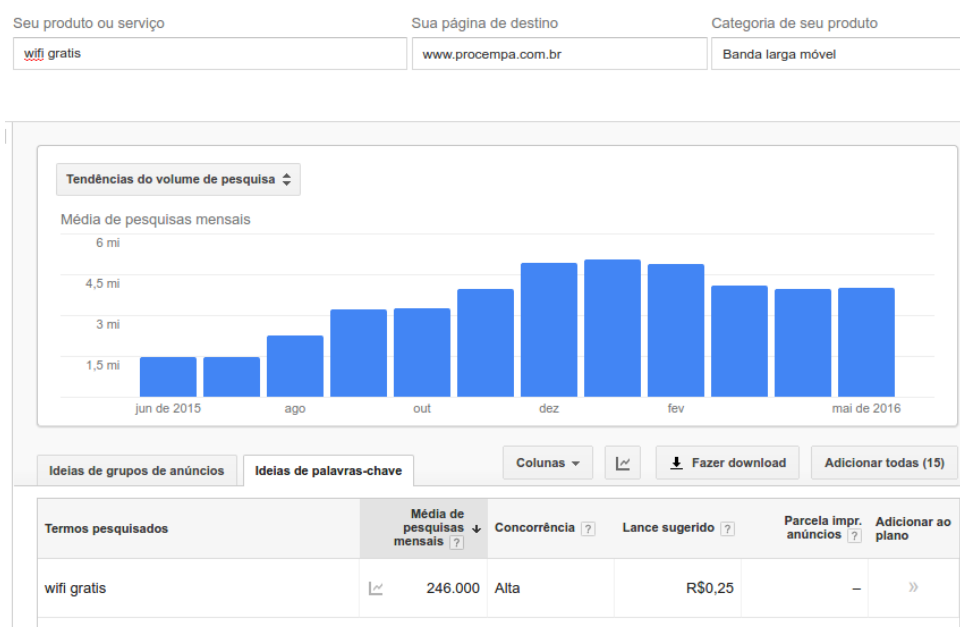 Seu produto ou serviço
Sua página de destino
Categoria de seu produto
wifi gratis
www.procempa.com.br
Banda larga móvel
Tendências do volume de pesquisa
Média de pesquisas mensais
6 mi
4,5 mi
3 mi
1,5 mi
jun de 2015
ago
out
dez
fev
mai de 2016
Ideias de grupos de anúncios
Ideias de palavras-chave
Colunas
Fazer download
Adicionar todas (15)
Termos pesquisados
Média de
pesquisas
mensais ?
Concorrência ?
Lance sugerido ?
Parcela impr.
anúncios ?
Adicionar ao
plano
wifi gratis
246.000
Alta
R$0,25
–
»